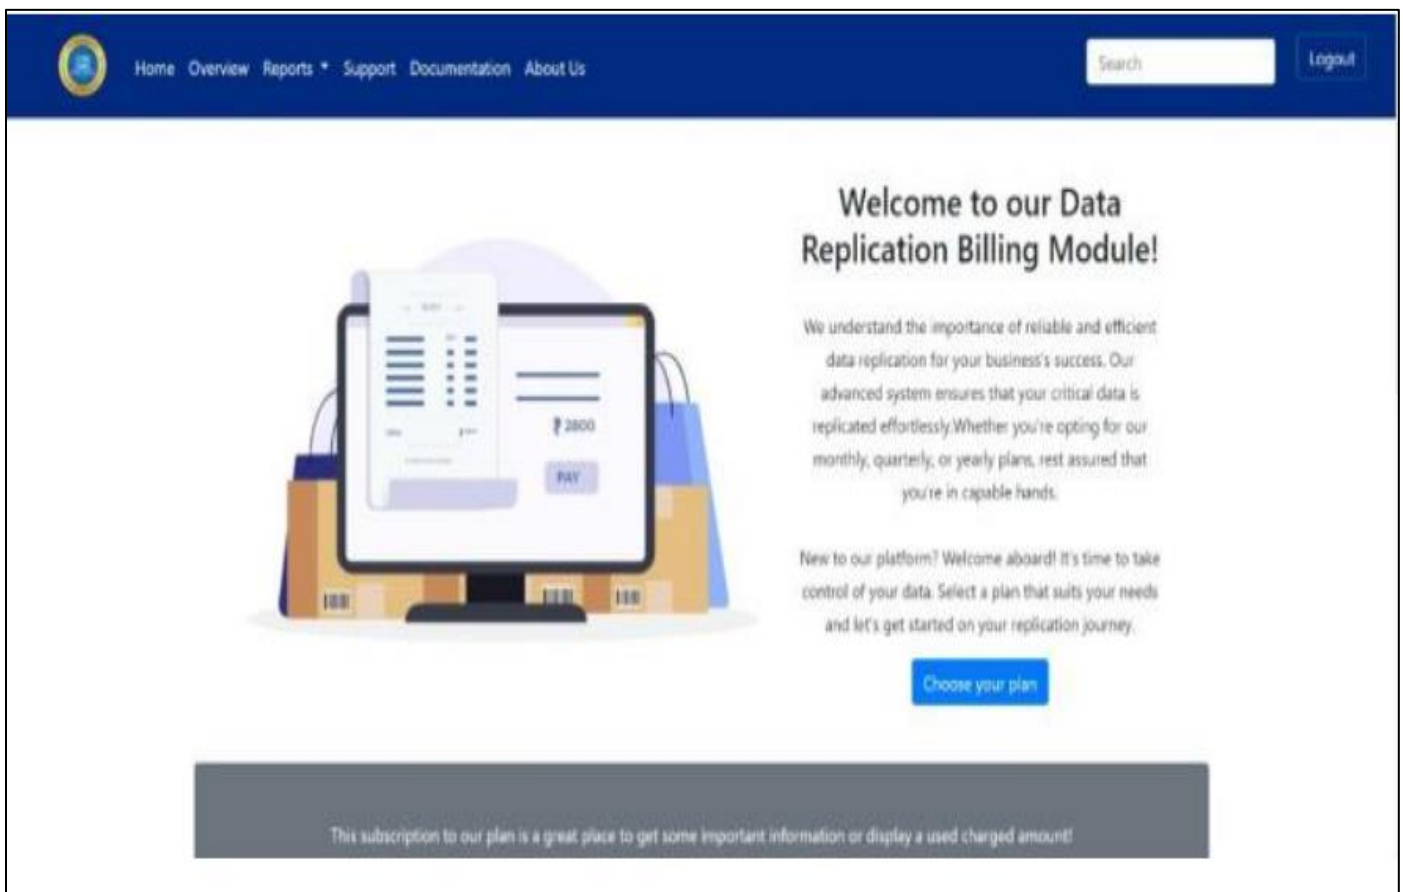 Home Overview Reports Support Documentation About Us
Search
Logout
Welcome to our Data
Replication Billing Module!
We understand the importance of reliable and efficient
data replication for your business's success. Our
advanced system ensures that your critical data is
replicated effortlessly.Whether you're opting for our
monthly, quarterly, or yearly plans, rest assured that
you're in capable hands.
New to our platform? Welcome aboard! It's time to take
control of your data. Select a plan that suits your needs
and let's get started on your replication journey.
Choose your plan
₹ 2800
PAY
This subscription to our plan is a great place to get some important information or display a used charged amount!